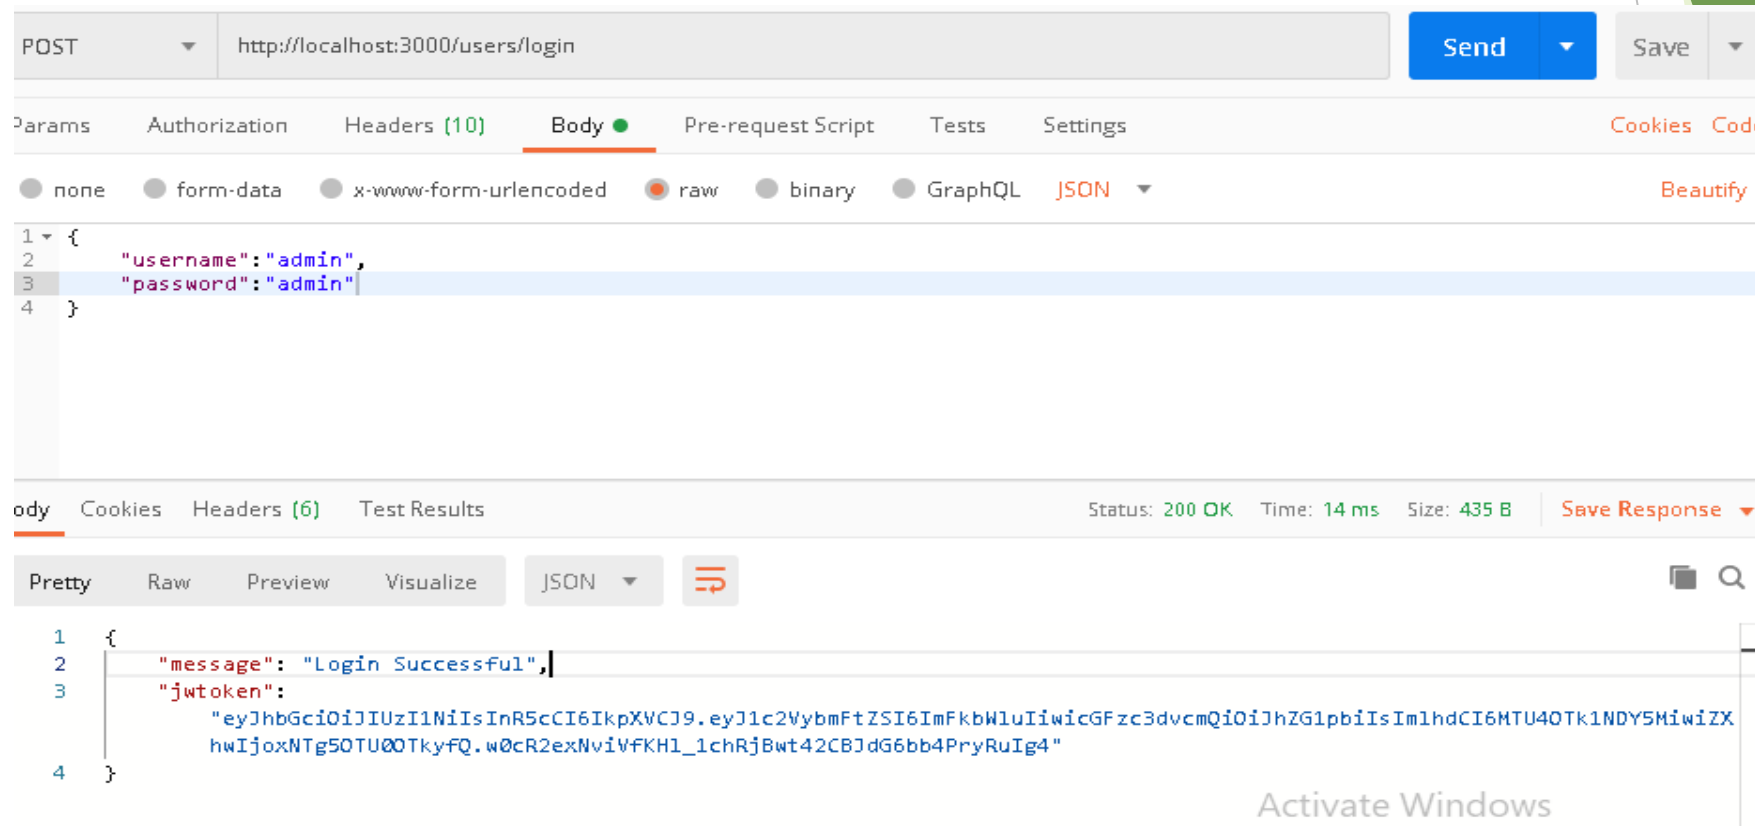 POST http://localhost:3000/users/login Send Save
Params Authorization Headers (10) Body Pre-request Script Tests Settings Cookies Cod
none form-data x-www-form-urlencoded raw binary GraphQL JSON Beautify
1 {
2 "username":"admin",
3 "password":"admin"
4 }
ody Cookies Headers (6) Test Results Status: 200 OK Time: 14 ms Size: 435 B Save Response
Pretty Raw Preview Visualize JSON
1 {
2 "message": "Login Successful",
3 "jwtoken":
"eyJhbGciOiJIUzI1NiIsInR5cCI6IkpXVCJ9.eyJ1c2VybmFtZSI6ImFkbWluIiwicGFzc3dvcmQiOiJhZG1pbiIsImlhdCI6MTU4OTk1NDY5MiwiZX
hwIjoxNTg5OTU0OTkyfQ.w0cR2exNviVfKHl_1chRjBwt42CBJdG6bb4PryRuIg4"
4 }
Activate Windows